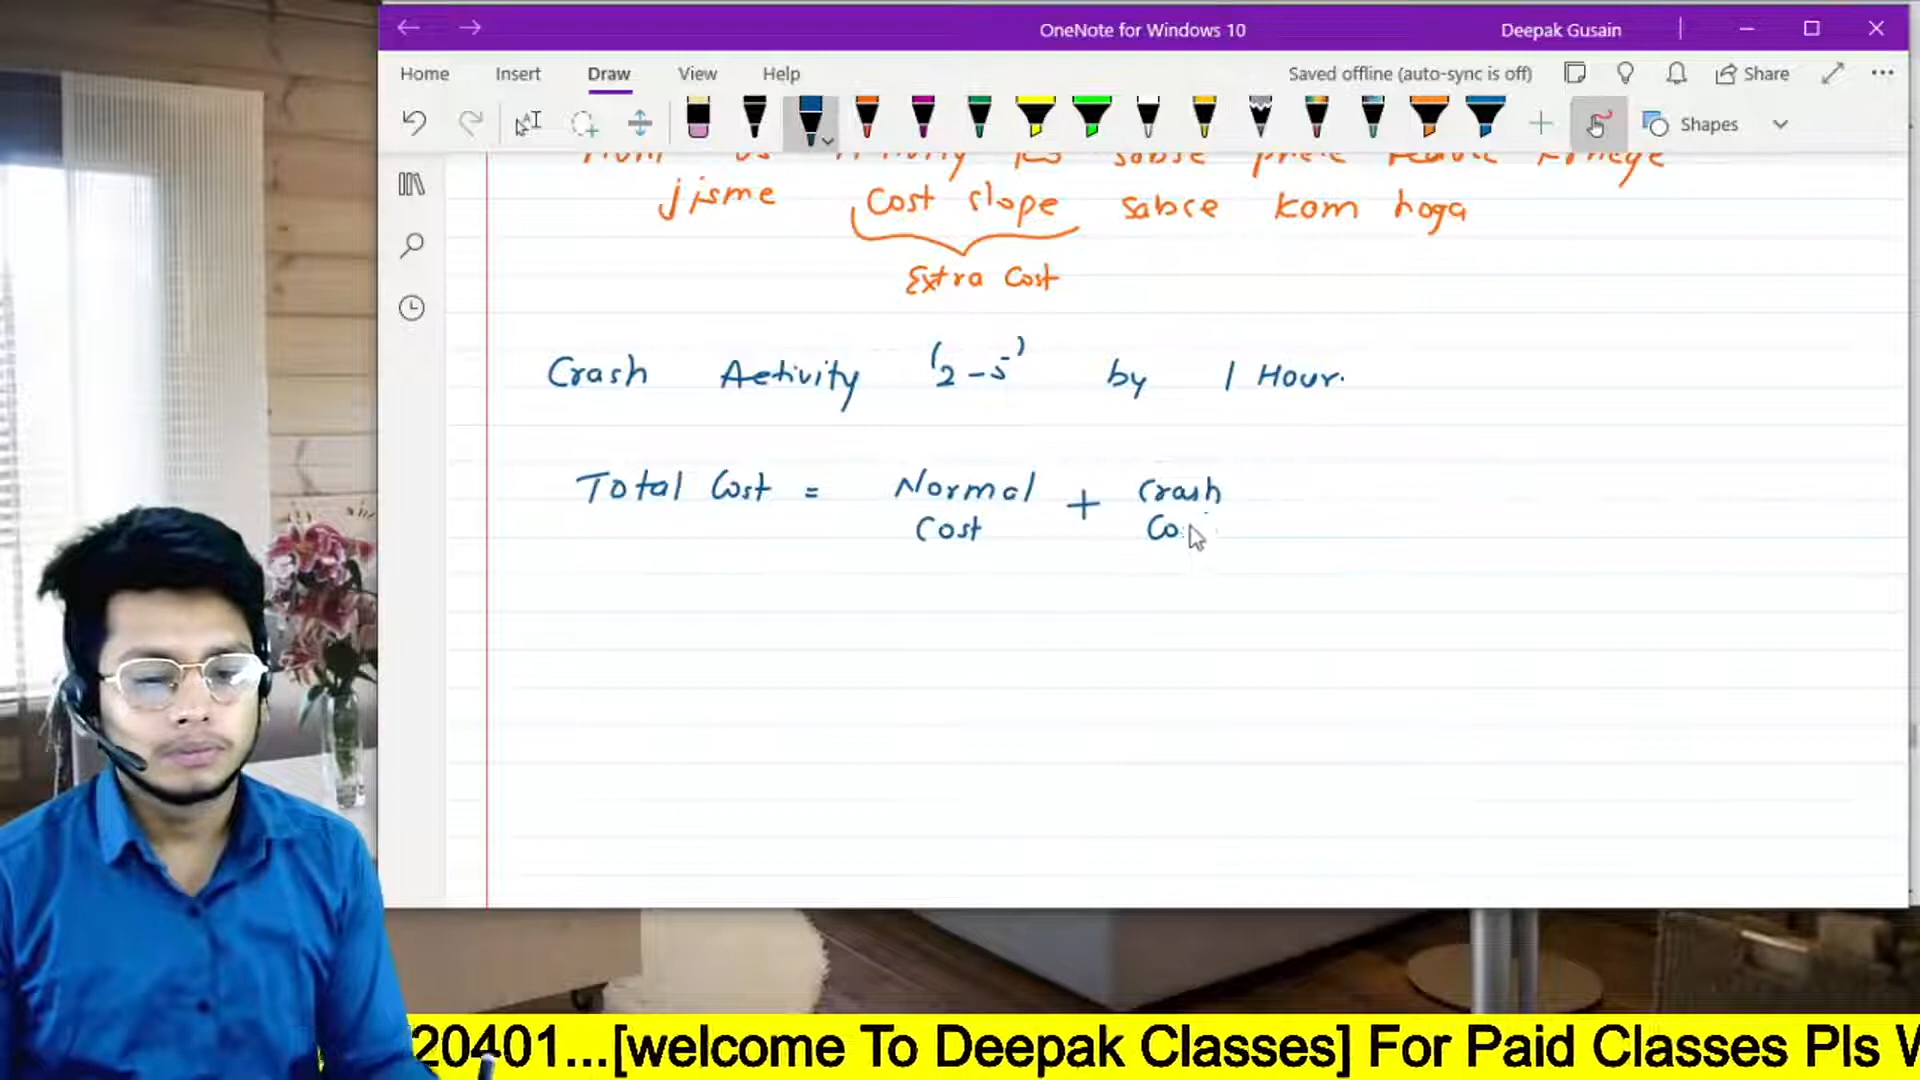 OneNote for Windows 10
Deepak Gusain
Home Insert Draw View Help
Saved offline (auto-sync is off)
Share
Shapes
sabse
jisme Cost slope sabse kom hoga
Extra Cost
Crash Activity (2-5) by 1 Hour.
Total Cost = Normal Cost + Crash
20401...[welcome To Deepak Classes] For Paid Classes Pls